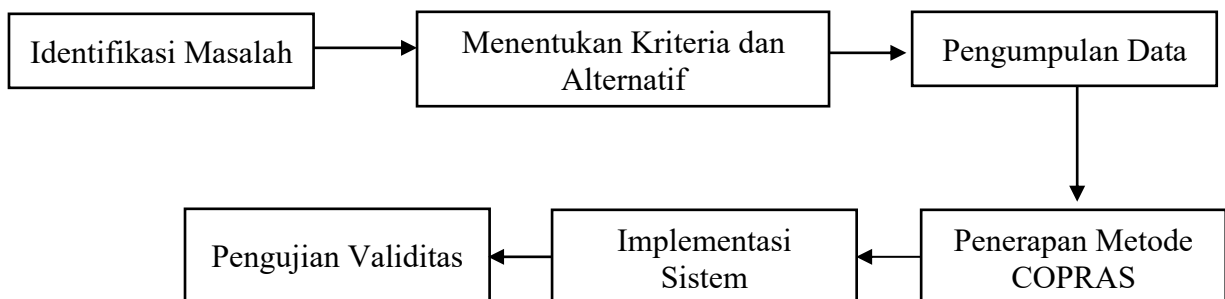 Identifikasi Masalah
Menentukan Kriteria dan
Alternatif
Pengumpulan Data
Penerapan Metode
COPRAS
Implementasi
Sistem
Pengujian Validitas